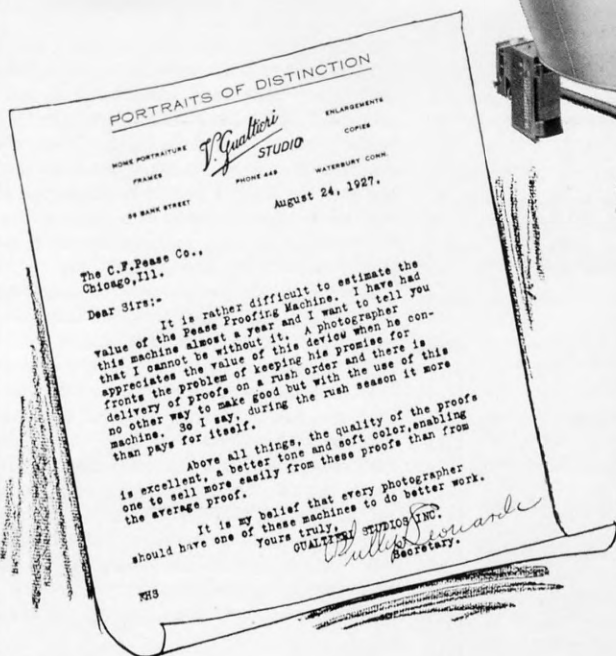 PORTRAITS OF DISTINCTION
HOME PORTRAITURE
FRAMES
V. Gualtieri
STUDIO
ENLARGEMENTS
COPIES
PHONE 448
WATERBURY CONN.
BANK STREET
August 24, 1927.
The C.F.Pease Co.,
Chicago,Ill.
Dear Sirs:-
It is rather difficult to estimate the
value of the Pease Proofing Machine. I have had
this machine almost a year and I want to tell you
that I cannot be without it. A photographer
appreciates the value of this device when he con-
fronts the problem of keeping his promise for
delivery of proofs on a rush order and there is
no other way to make good but with the use of this
machine. So I say, during the rush season it more
than pays for itself.
Above all things, the quality of the proofs
is excellent, a better tone and soft color,enabling
one to sell more easily from these proofs than from
the average proof.
It is my belief that every photographer
should have one of these machines to do better work.
Yours truly,
GUALTIERI STUDIOS INC.
Secretary.